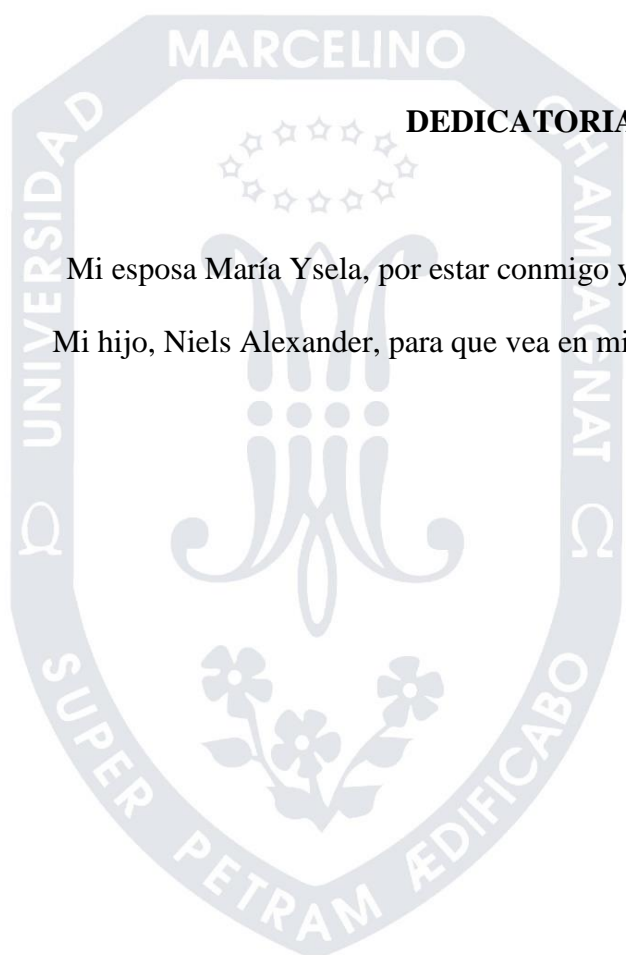 MARCELINO
UNIVERSIDAD
CHAMPAGNAT
DEDICATORIA
Mi esposa María Ysela, por estar conmigo y
Mi hijo, Niels Alexander, para que vea en mi
SUPER PETRAM ÆDIFICABO